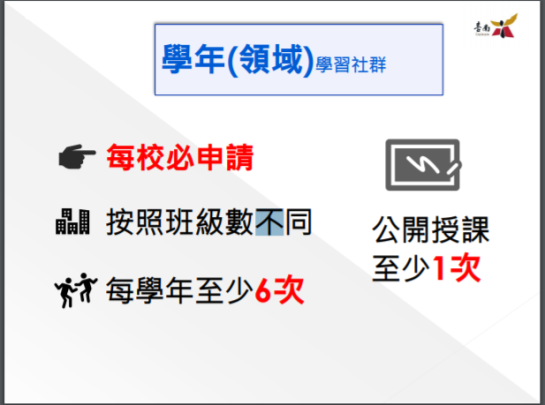 臺南
學年(領域)學習社群
每校必申請
按照班級數不同
每學年至少6次
公開授課
至少1次